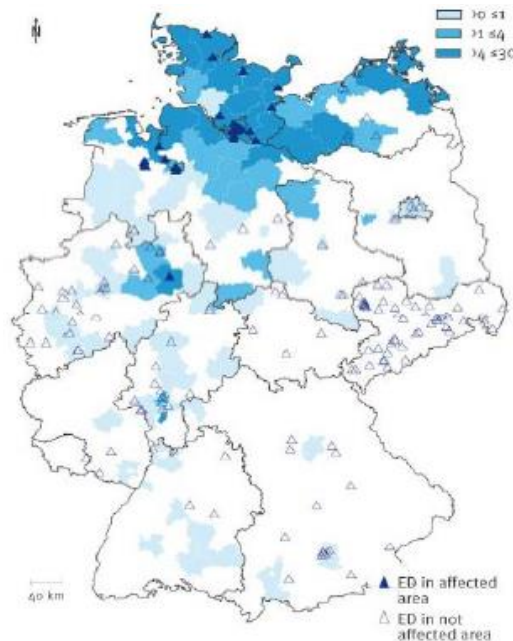 N
>0 ≤1
>1 ≤4
>4 ≤30
40 km
ED in affected
area
ED in not
affected area